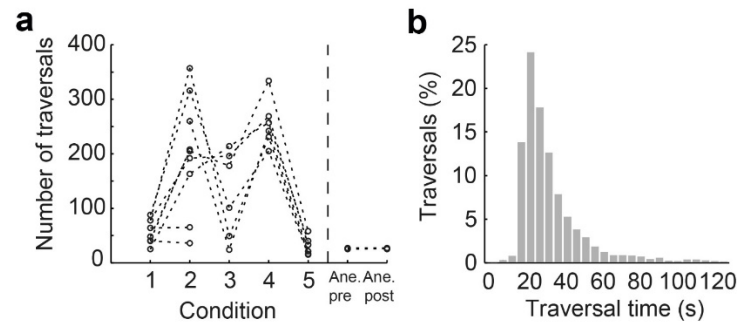 a
Number of traversals
400
300
200
100
0
1 2 3 4 5
Ane. pre
Ane. post
Condition
b
Traversals (%)
25
20
15
10
5
0
0 20 40 60 80 100 120
Traversal time (s)